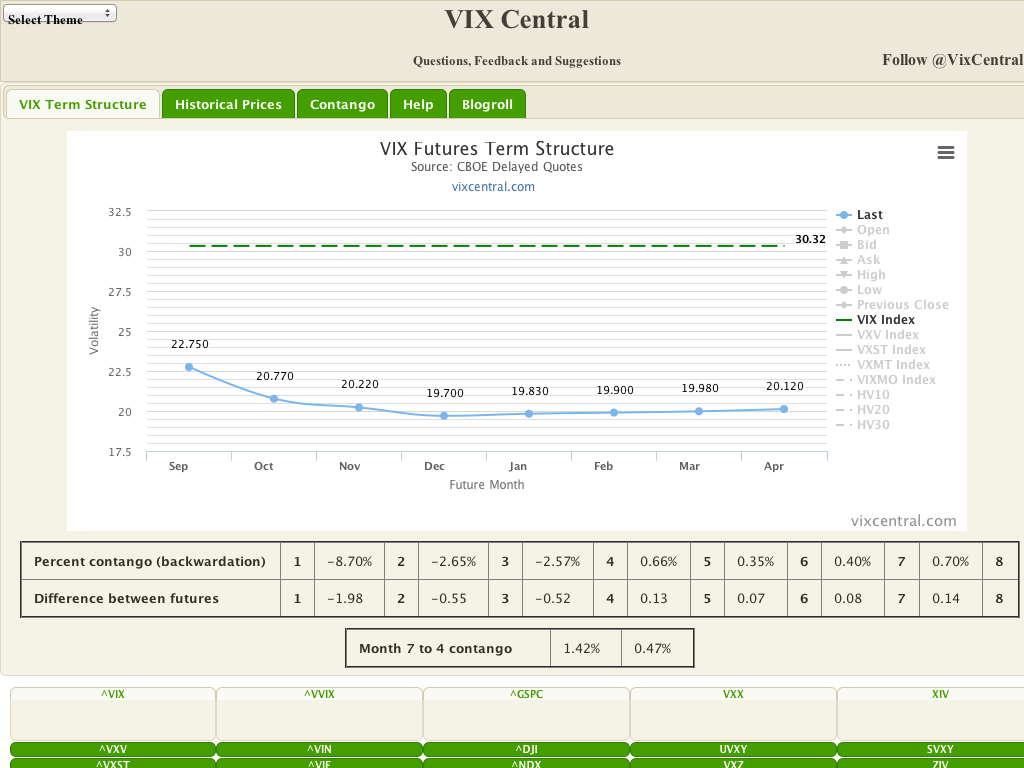 Select Theme
VIX Central
Questions, Feedback and Suggestions
Follow @VixCentral
VIX Term Structure Historical Prices Contango Help Blogroll
VIX Futures Term Structure
Source: CBOE Delayed Quotes
vixcentral.com
Volatility
32.5
30
27.5
25
22.5
20
17.5
30.32
22.750 20.770 20.220 19.700 19.830 19.900 19.980 20.120
Sep Oct Nov Dec Jan Feb Mar Apr
Future Month
Last
Open
Bid
Ask
High
Low
Previous Close
VIX Index
VXV Index
VXST Index
VXMT Index
VIXMO Index
HV10
HV20
HV30
vixcentral.com
Percent contango (backwardation) 1 -8.70% 2 -2.65% 3 -2.57% 4 0.66% 5 0.35% 6 0.40% 7 0.70% 8
Difference between futures 1 -1.98 2 -0.55 3 -0.52 4 0.13 5 0.07 6 0.08 7 0.14 8
Month 7 to 4 contango 1.42% 0.47%
^VIX ^VVIX ^GSPC VXX XIV
^VXV ^VIN ^DJI UVXY SVXY
^VXST ^VIF ^NDX VXZ ZIV